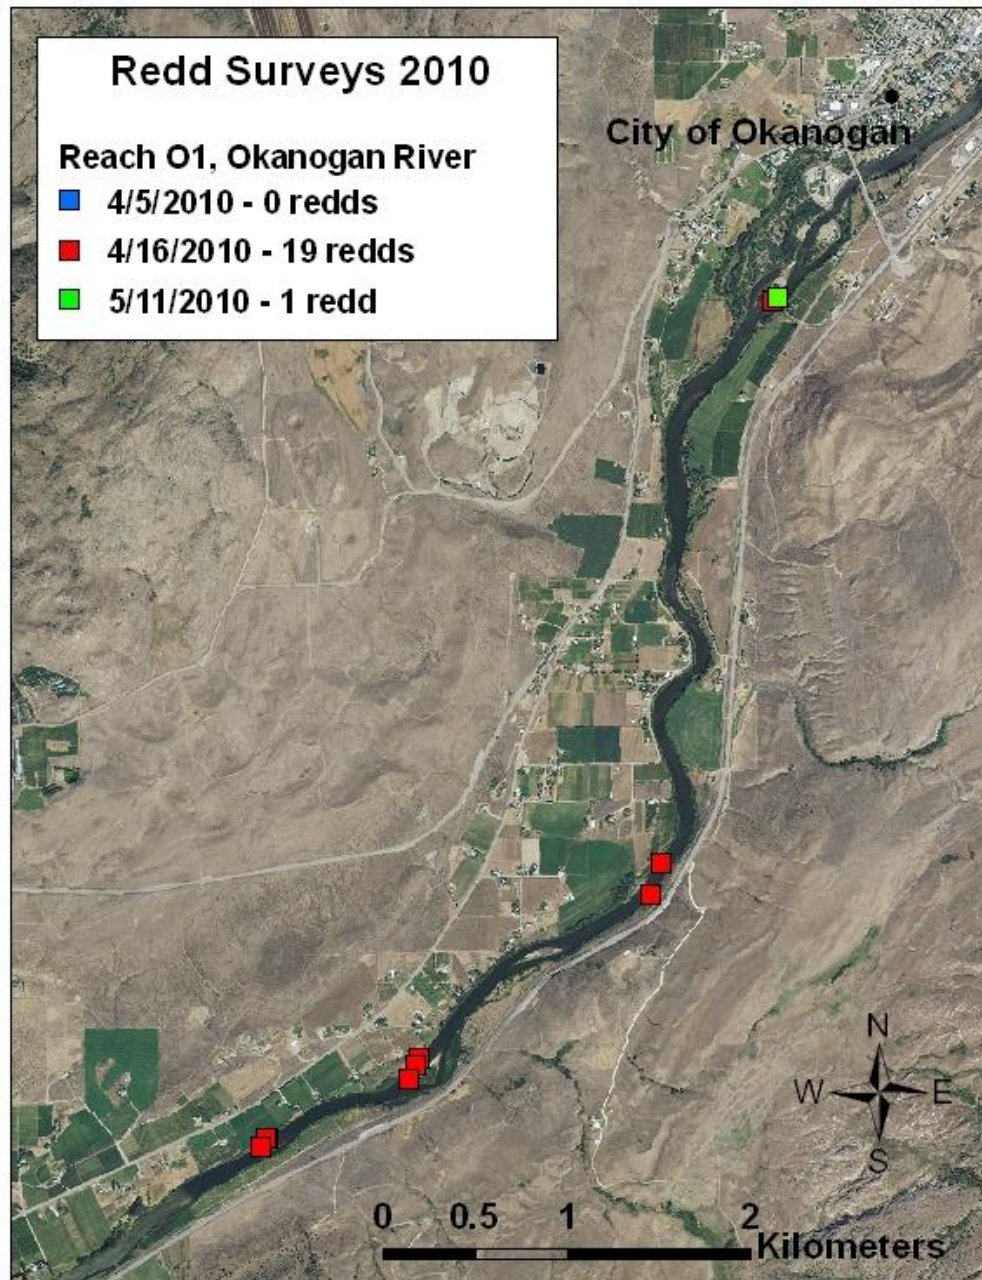 Redd Surveys 2010
Reach O1, Okanogan River
4/5/2010 - 0 redds
4/16/2010 - 19 redds
5/11/2010 - 1 redd
City of Okanogan
N
W E
S
0 0.5 1 2
Kilometers